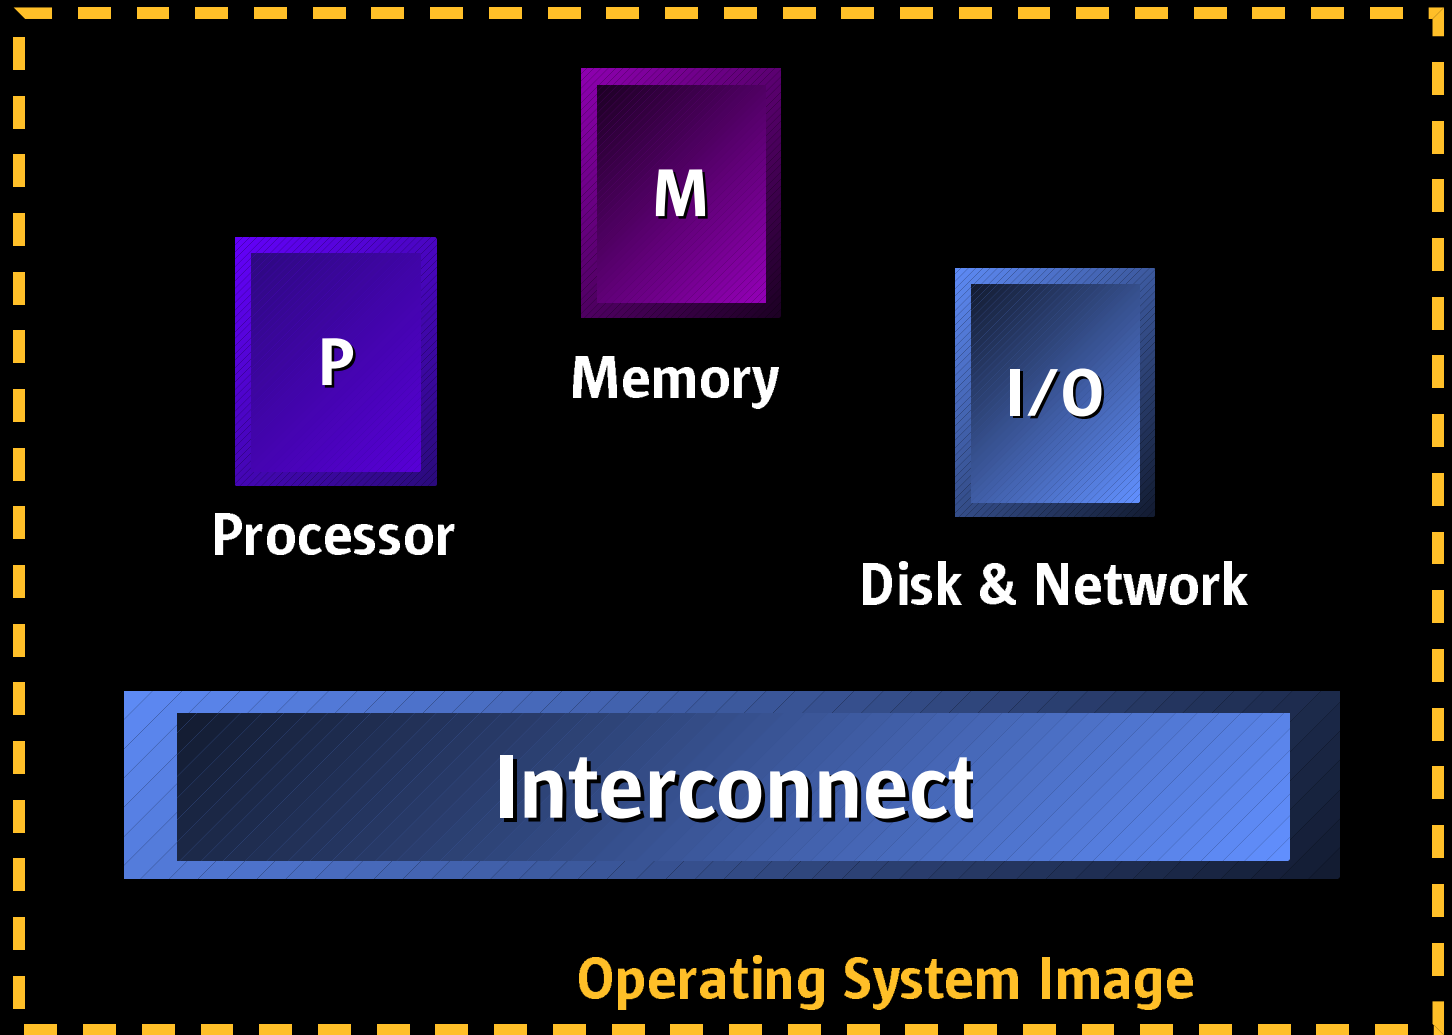 M
P
Memory
I/O
Processor
Disk & Network
Interconnect
Operating System Image